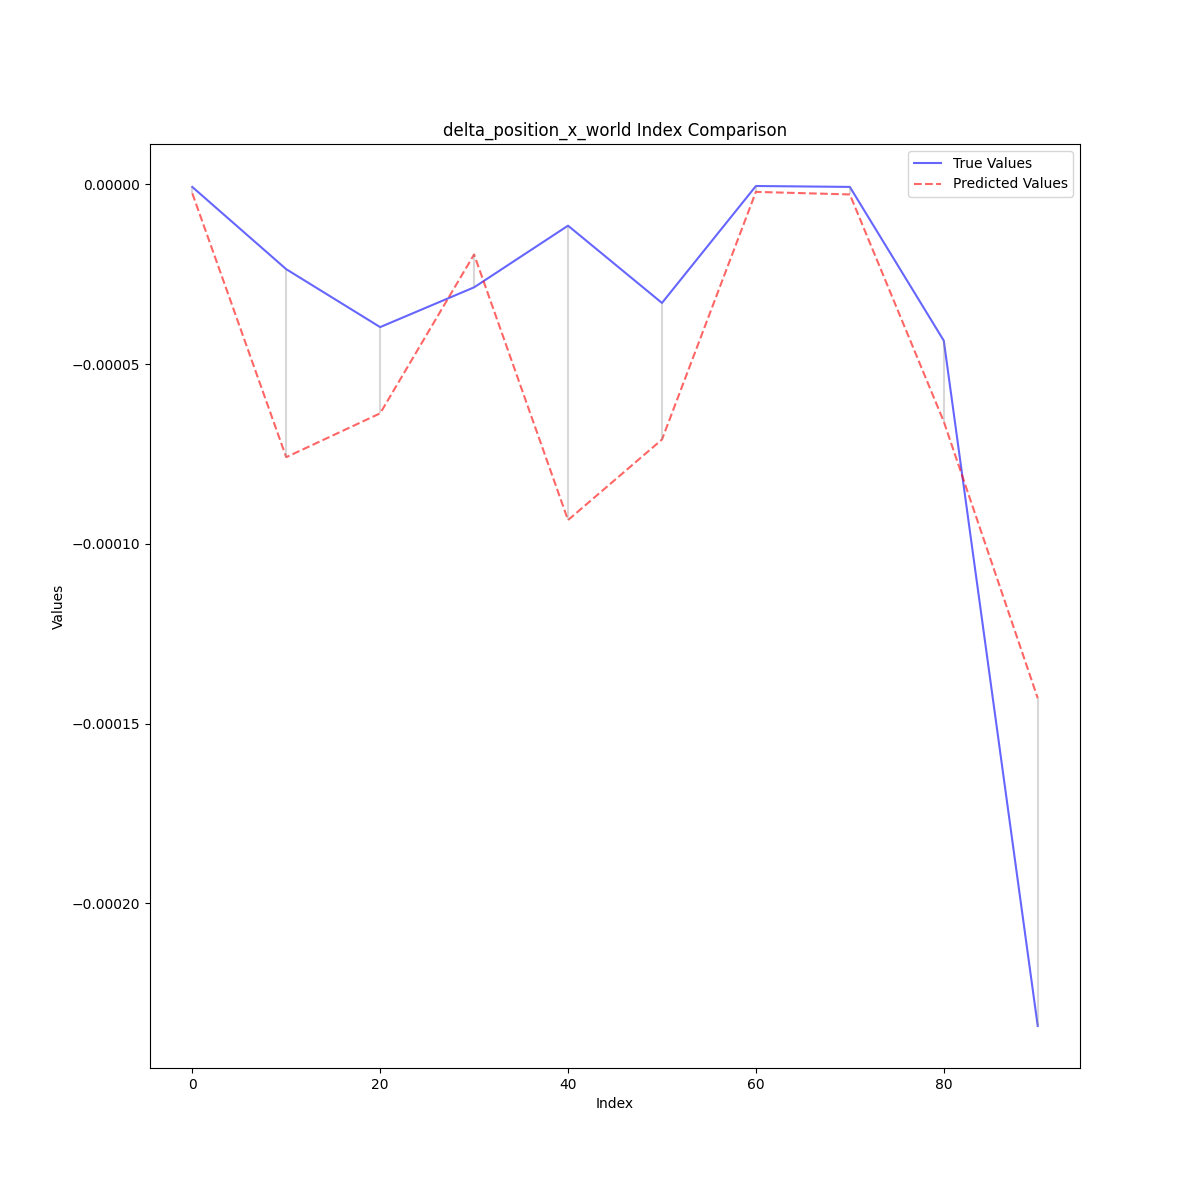 delta_position_x_world Index Comparison
True Values
Predicted Values
0.00000
−0.00005
−0.00010
−0.00015
−0.00020
Values
0 20 40 60 80
Index